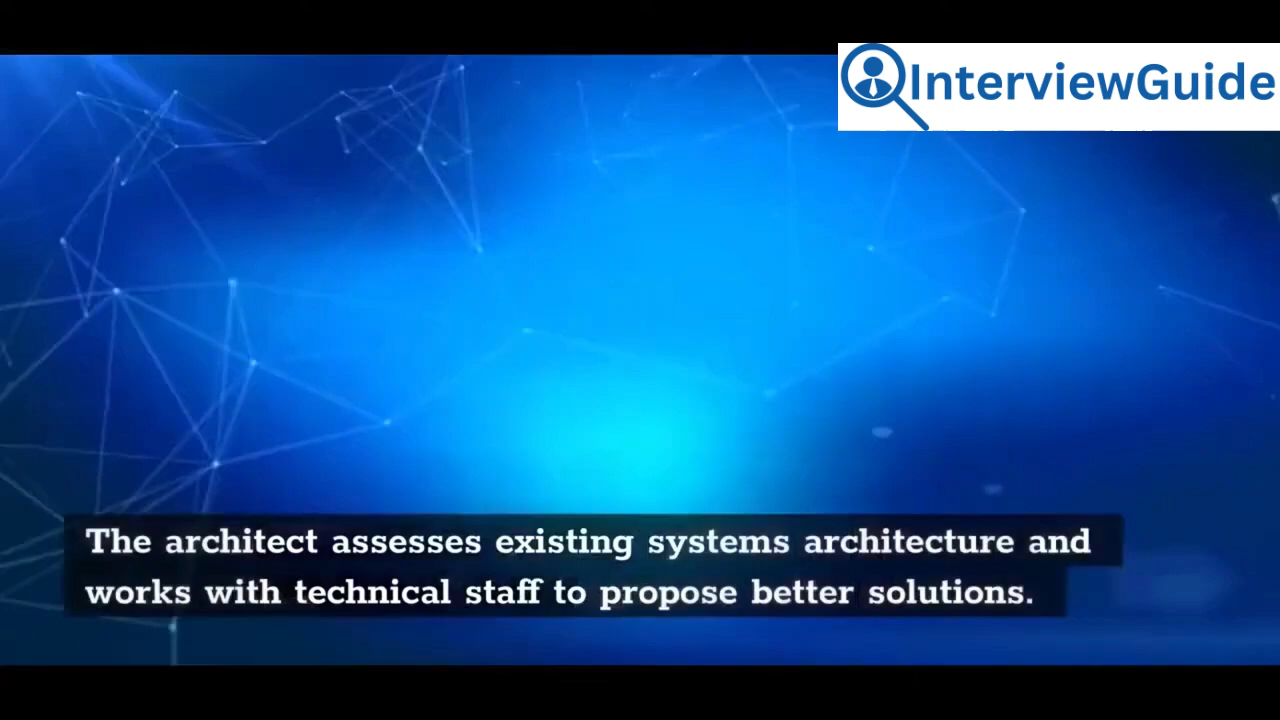 InterviewGuide
The architect assesses existing systems architecture and
works with technical staff to propose better solutions.